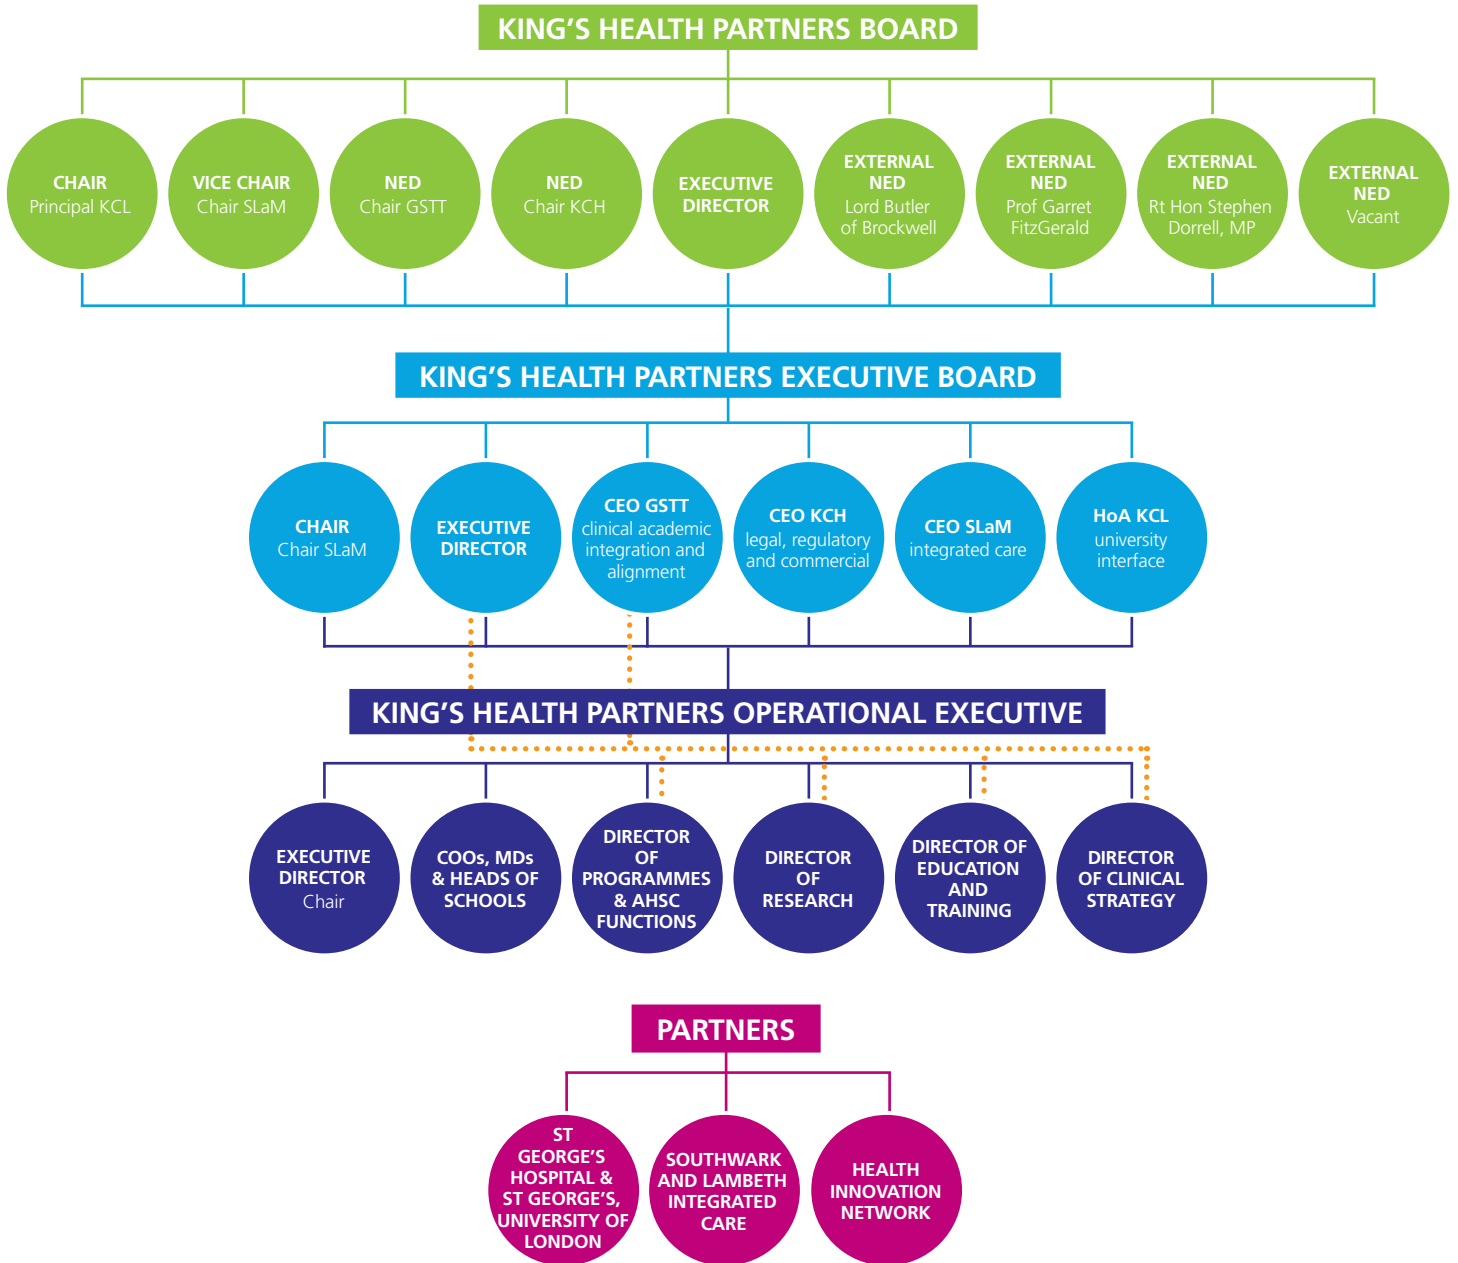 KING'S HEALTH PARTNERS BOARD
CHAIR
Principal KCL
VICE CHAIR
Chair SLaM
NED
Chair GSTT
NED
Chair KCH
EXECUTIVE
DIRECTOR
EXTERNAL
NED
Lord Butler
of Brockwell
EXTERNAL
NED
Prof Garret
FitzGerald
EXTERNAL
NED
Rt Hon Stephen
Dorrell, MP
EXTERNAL
NED
Vacant
KING'S HEALTH PARTNERS EXECUTIVE BOARD
CHAIR
Chair SLaM
EXECUTIVE
DIRECTOR
CEO GSTT
clinical academic
integration and
alignment
CEO KCH
legal, regulatory
and commercial
CEO SLaM
integrated care
HoA KCL
university
interface
KING'S HEALTH PARTNERS OPERATIONAL EXECUTIVE
EXECUTIVE
DIRECTOR
Chair
COOs, MDs
& HEADS OF
SCHOOLS
DIRECTOR
OF
PROGRAMMES
& AHSC
FUNCTIONS
DIRECTOR
OF
RESEARCH
DIRECTOR OF
EDUCATION
AND
TRAINING
DIRECTOR
OF CLINICAL
STRATEGY
PARTNERS
ST
GEORGE'S
HOSPITAL &
ST GEORGE'S,
UNIVERSITY OF
LONDON
SOUTHWARK
AND LAMBETH
INTEGRATED
CARE
HEALTH
INNOVATION
NETWORK